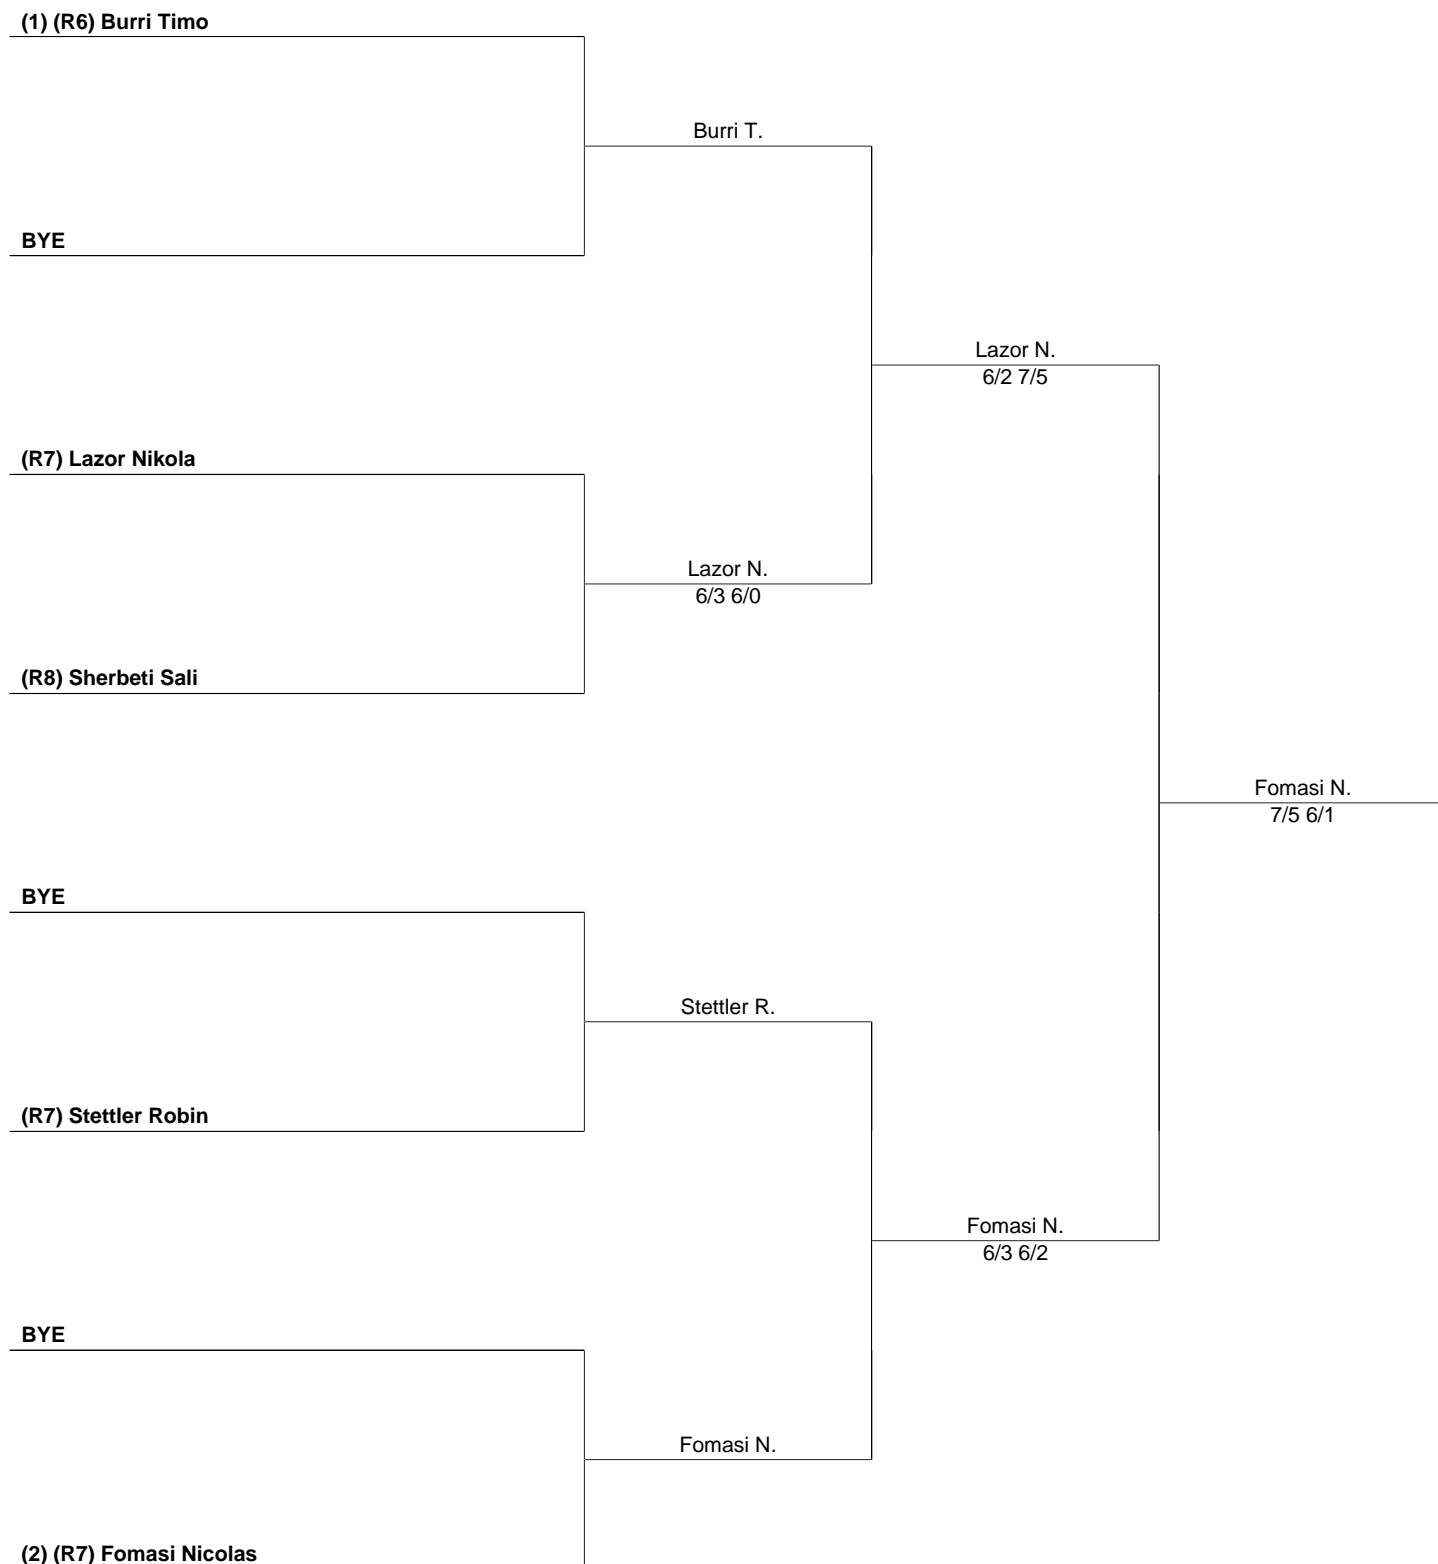 (1) (R6) Burri Timo
Burri T.
BYE
Lazor N.
6/2 7/5
(R7) Lazor Nikola
Lazor N.
6/3 6/0
(R8) Sherbeti Sali
Fomasi N.
7/5 6/1
BYE
Stettler R.
(R7) Stettler Robin
Fomasi N.
6/3 6/2
BYE
Fomasi N.
(2) (R7) Fomasi Nicolas